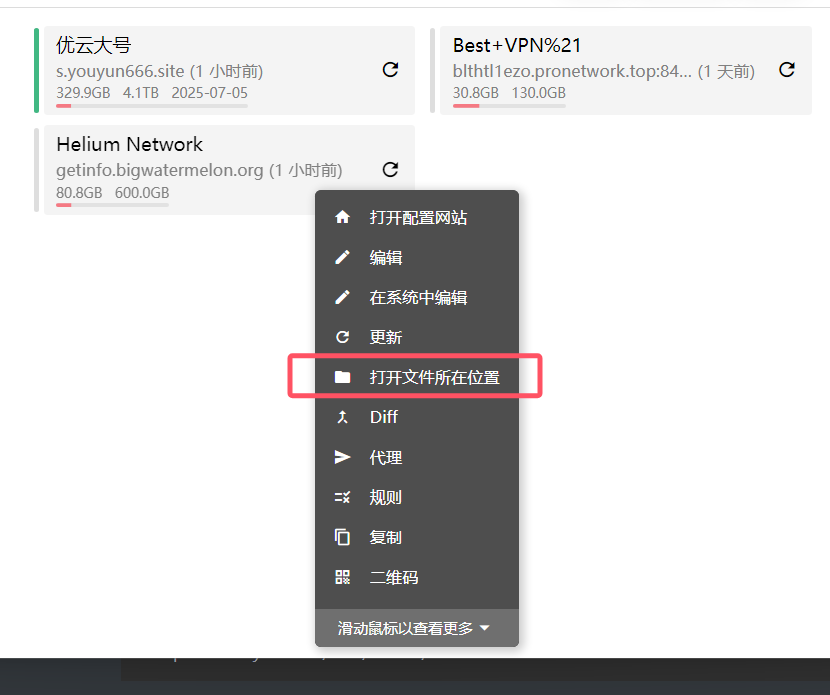 优云大号
s.youyun666.site (1 小时前)
329.9GB 4.1TB 2025-07-05
Best+VPN%21
blthtl1ezo.pronetwork.top:84... (1 天前)
30.8GB 130.0GB
Helium Network
getinfo.bigwatermelon.org (1 小时前)
80.8GB 600.0GB
打开配置网站
编辑
在系统中编辑
更新
打开文件所在位置
Diff
代理
规则
复制
二维码
滑动鼠标以查看更多